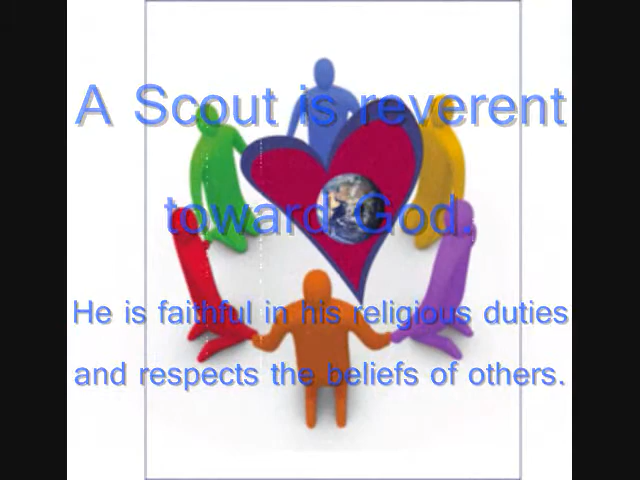 A Scout is reverent
toward God.
He is faithful in his religious duties
and respects the beliefs of others.